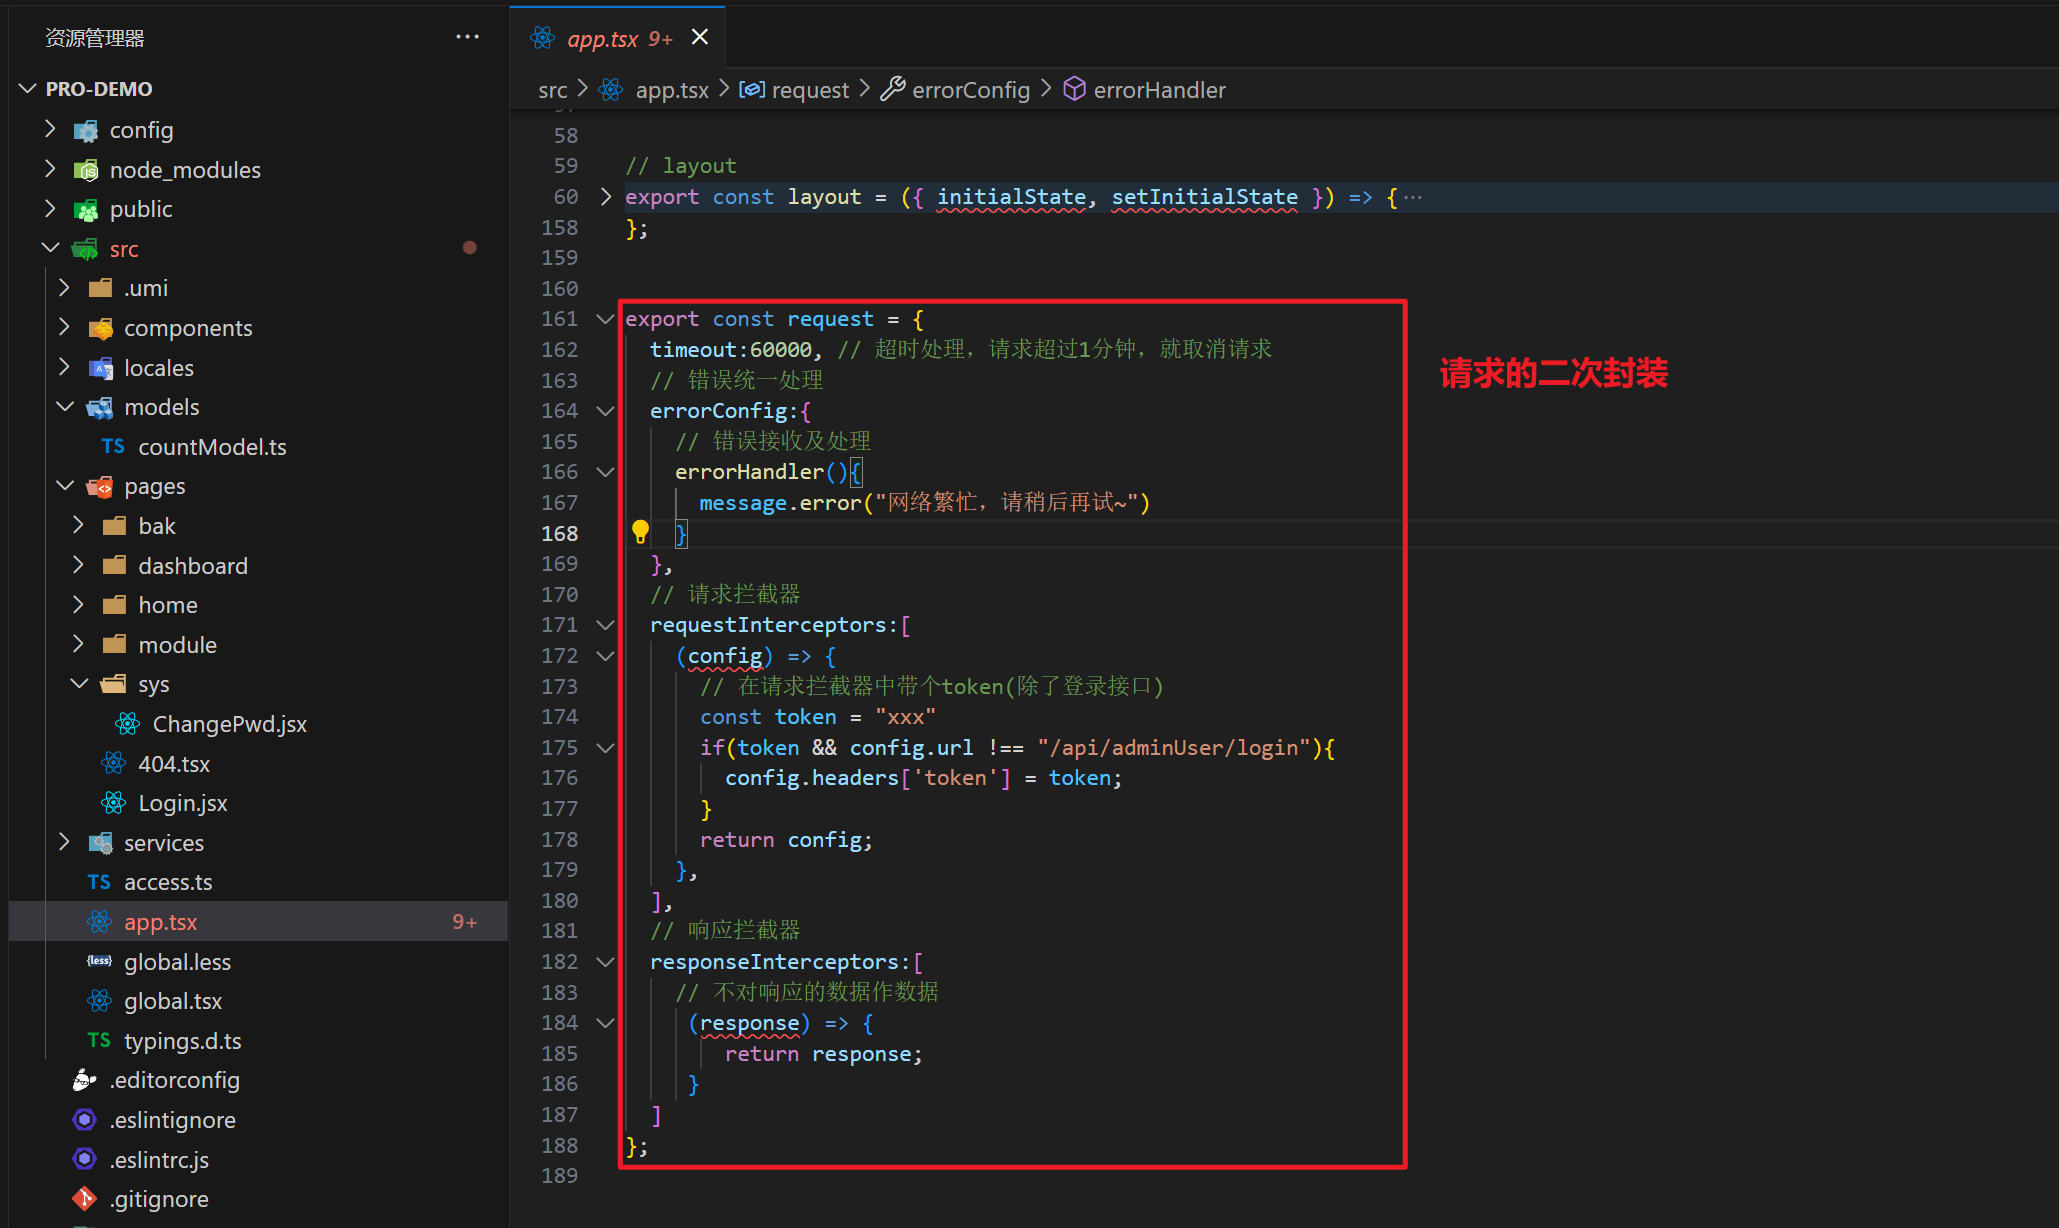 资源管理器
PRO-DEMO
config
node_modules
public
src
.umi
components
locales
models
TS countModel.ts
pages
bak
dashboard
home
module
sys
ChangePwd.jsx
404.tsx
Login.jsx
services
TS access.ts
app.tsx 9+
{less} global.less
global.tsx
TS typings.d.ts
.editorconfig
.eslintignore
.eslintrc.js
.gitignore
app.tsx 9+
src > app.tsx > request > errorConfig > errorHandler
58
59 // layout
60 export const layout = ({ initialState, setInitialState }) => {···
158 };
159
160
161 export const request = {
162 timeout:60000, // 超时处理，请求超过1分钟，就取消请求
163 // 错误统一处理
164 errorConfig:{
165 // 错误接收及处理
166 errorHandler(){
167 message.error("网络繁忙，请稍后再试~")
168 }
169 },
170 // 请求拦截器
171 requestInterceptors:[
172 (config) => {
173 // 在请求拦截器中带个token(除了登录接口)
174 const token = "xxx"
175 if(token && config.url !== "/api/adminUser/login"){
176 config.headers['token'] = token;
177 }
178 return config;
179 },
180 ],
181 // 响应拦截器
182 responseInterceptors:[
183 // 不对响应的数据作数据
184 (response) => {
185 return response;
186 }
187 ]
188 };
189
请求的二次封装